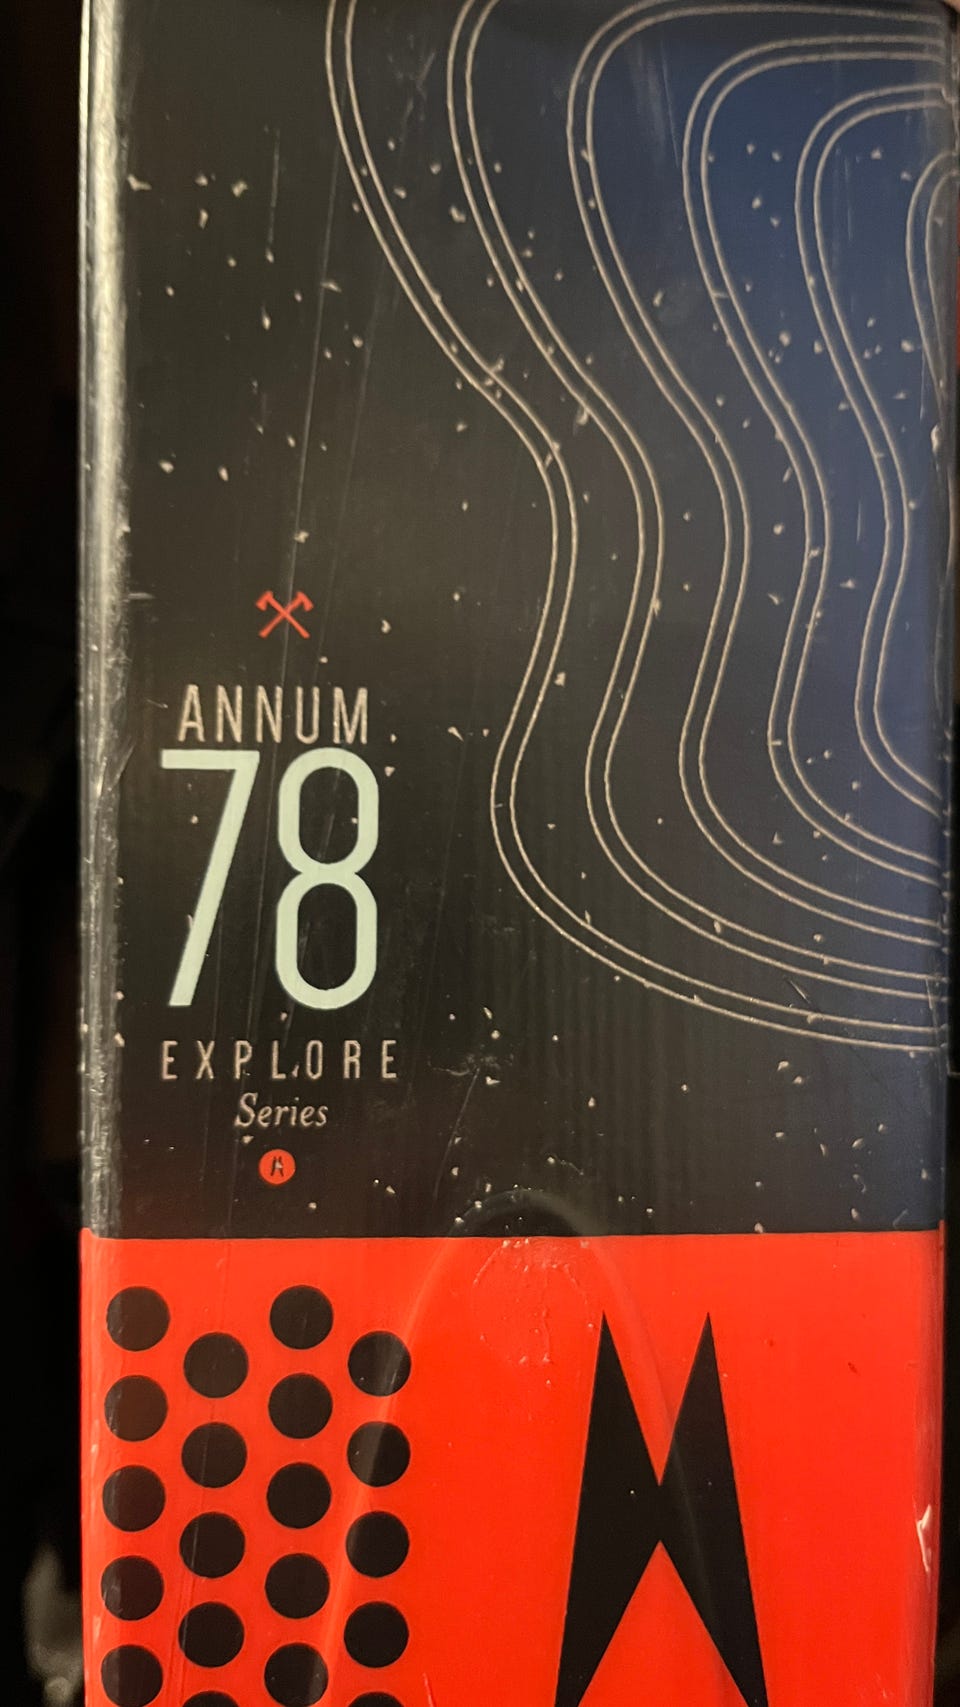 ANNUM
78
EXPLORE
Series